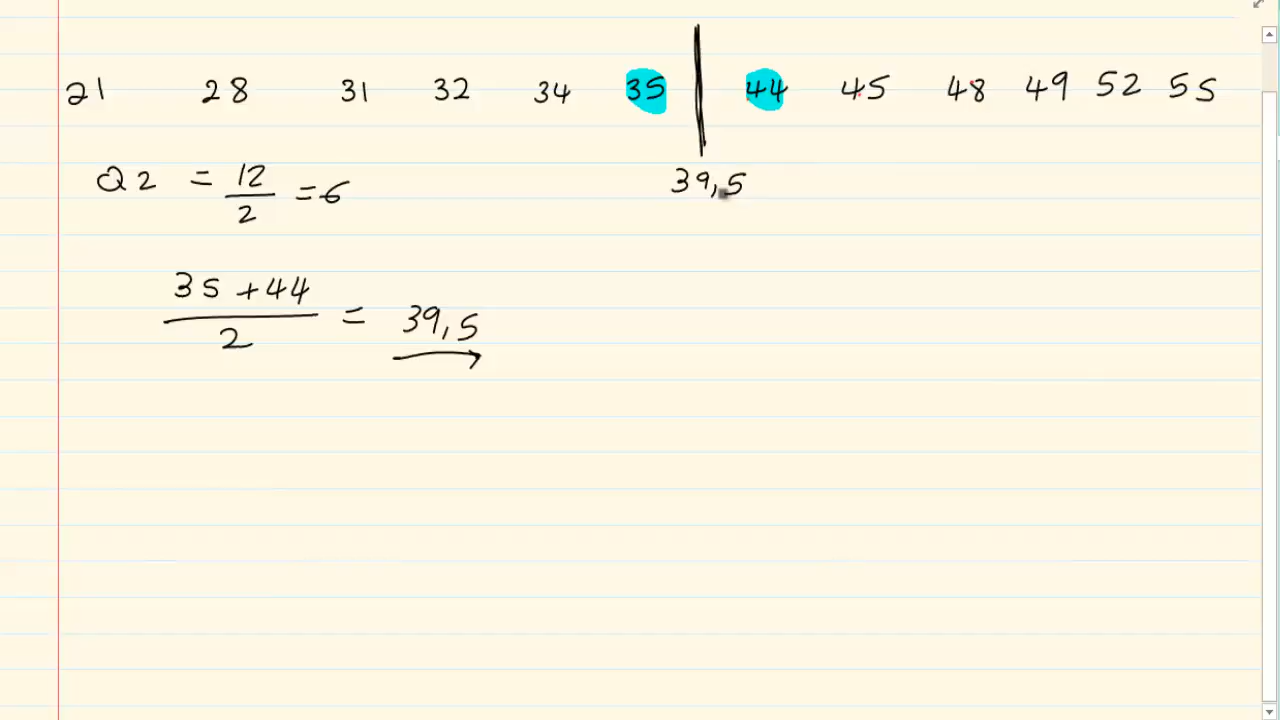 21 28 31 32 34 35 44 45 48 49 52 55
Q2 = 12/2 = 6
39,5
35 + 44 / 2 = 39,5